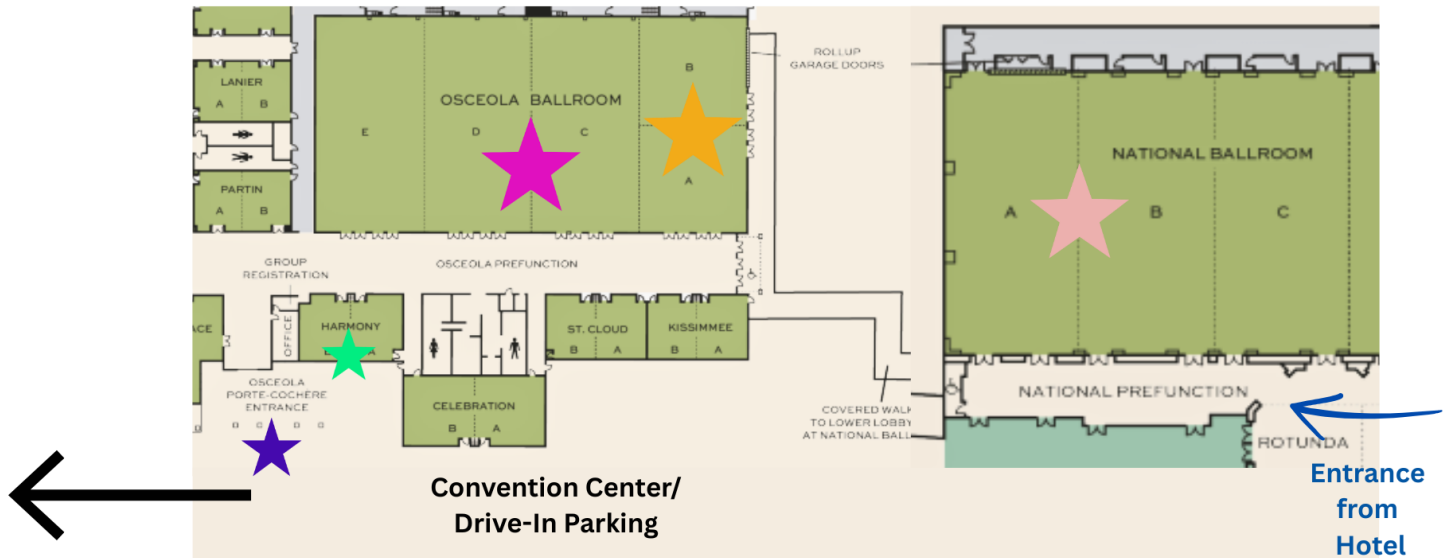 LANIER
A B
PARTIN
A B
OSCEOLA BALLROOM
E D C B
A
ROLLUP
GARAGE DOORS
NATIONAL BALLROOM
A B C
GROUP
REGISTRATION
OSCEOLA PREFUNCTION
ACE
OFFICE
HARMONY
A
ST. CLOUD
B A
KISSIMMEE
B A
OSCEOLA
PORTE-COCHÈRE
ENTRANCE
CELEBRATION
B A
COVERED WALK
TO LOWER LOBBY
AT NATIONAL BALL
NATIONAL PREFUNCTION
ROTUNDA
Convention Center/
Drive-In Parking
Entrance
from
Hotel